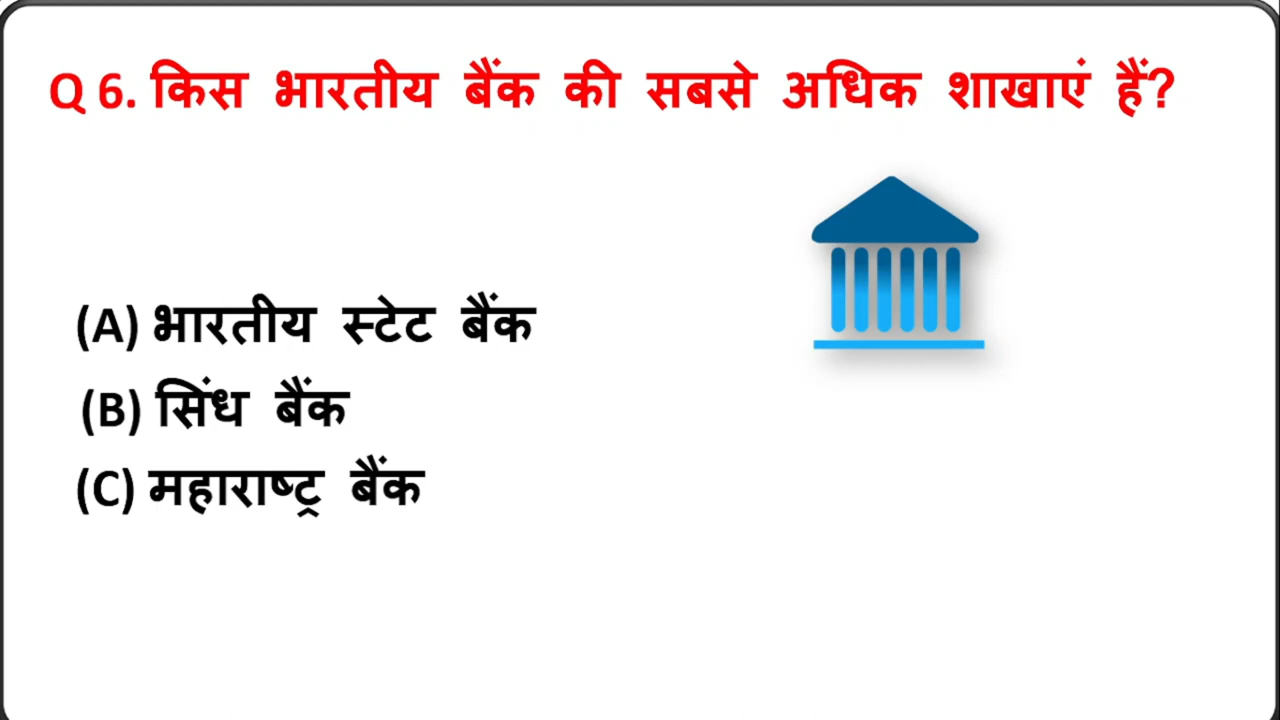 Q 6. किस भारतीय बैंक की सबसे अधिक शाखाएं हैं?
(A) भारतीय स्टेट बैंक
(B) सिंध बैंक
(C) महाराष्ट्र बैंक